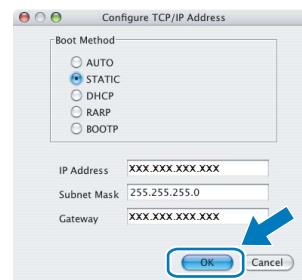 Configure TCP/IP Address
Boot Method
AUTO
STATIC
DHCP
RARP
BOOTP
IP Address XXX.XXX.XXX.XXX
Subnet Mask 255.255.255.0
Gateway XXX.XXX.XXX.XXX
OK Cancel